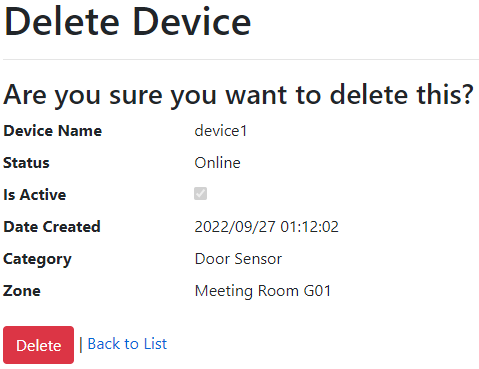 Delete Device
Are you sure you want to delete this?
Device Name device1
Status Online
Is Active
Date Created 2022/09/27 01:12:02
Category Door Sensor
Zone Meeting Room G01
Delete | Back to List